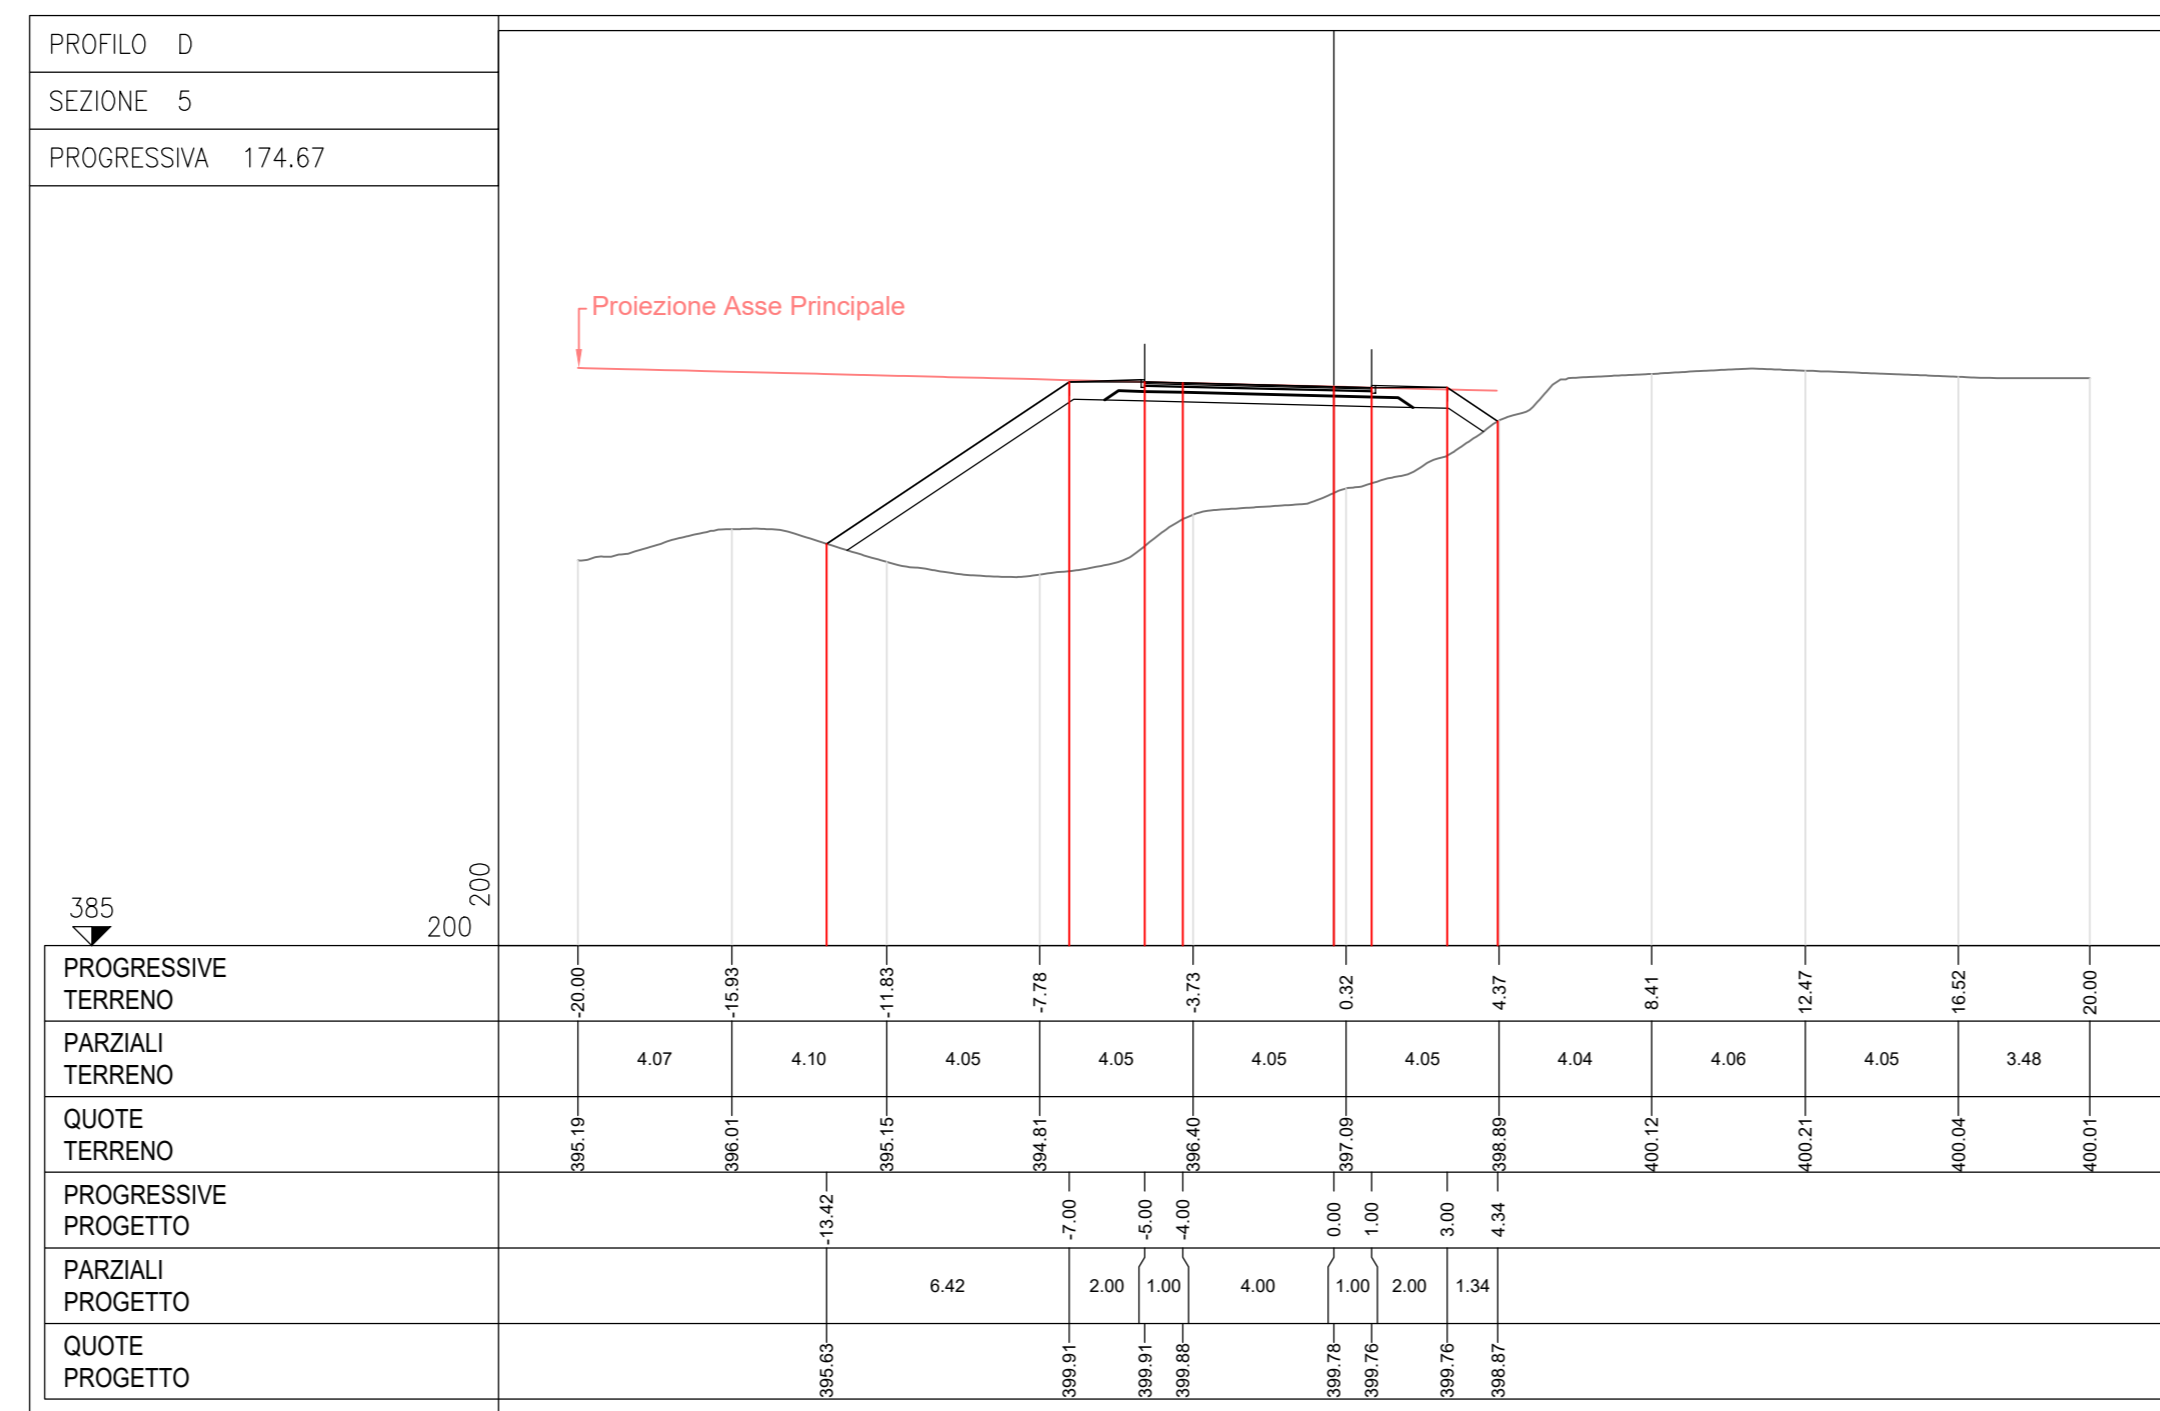 PROFILO D
SEZIONE 5
PROGRESSIVA 174.67
Proiezione Asse Principale
200
385
200
PROGRESSIVE
TERRENO
-20.00 -15.93 -11.83 -7.78 -3.73 0.32 4.37 8.41 12.47 16.52 20.00
PARZIALI
TERRENO
4.07 4.10 4.05 4.05 4.05 4.05 4.04 4.06 4.05 3.48
QUOTE
TERRENO
395.19 396.01 395.15 394.81 396.40 397.09 398.89 400.12 400.21 400.04 400.01
PROGRESSIVE
PROGETTO
-13.42 -7.00 -5.00 -4.00 0.00 1.00 3.00 4.34
PARZIALI
PROGETTO
6.42 2.00 1.00 4.00 1.00 2.00 1.34
QUOTE
PROGETTO
395.63 399.91 399.91 399.88 399.78 399.76 399.76 398.87